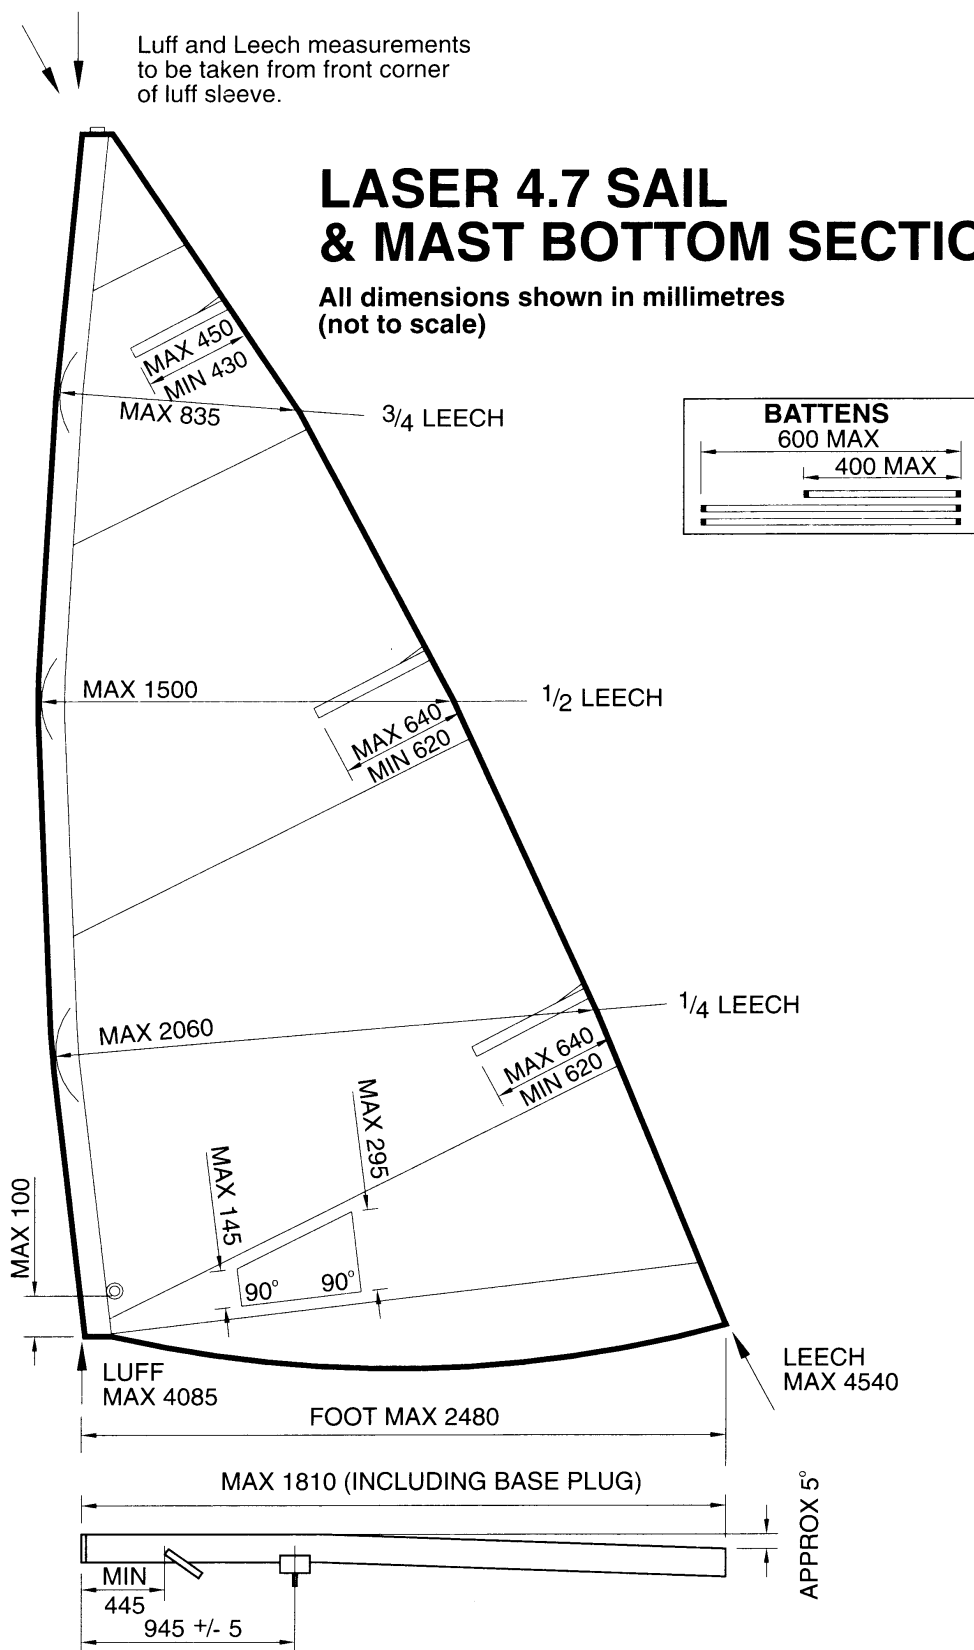 Luff and Leech measurements
to be taken from front corner
of luff sleeve.
LASER 4.7 SAIL
& MAST BOTTOM SECTIO
All dimensions shown in millimetres
(not to scale)
MAX 450
MIN 430
MAX 835
3/4 LEECH
BATTENS
600 MAX
400 MAX
MAX 1500
1/2 LEECH
MAX 640
MIN 620
MAX 2060
1/4 LEECH
MAX 640
MIN 620
MAX 295
MAX 145
MAX 100
90°
90°
LUFF
MAX 4085
LEECH
MAX 4540
FOOT MAX 2480
MAX 1810 (INCLUDING BASE PLUG)
APPROX 5°
MIN
445
945 +/- 5